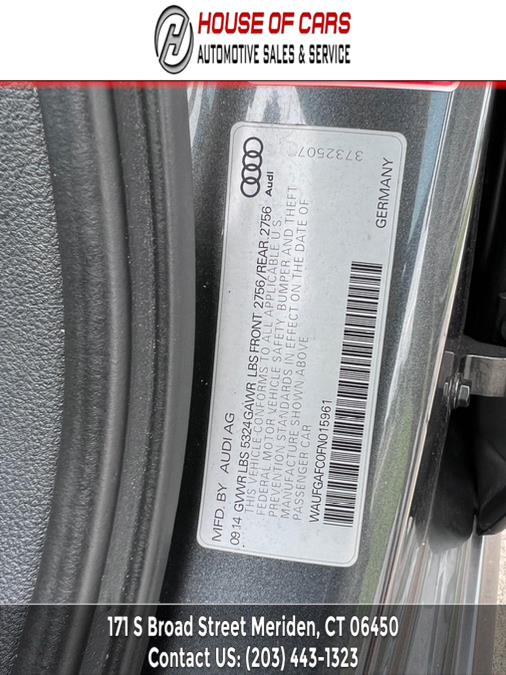 HOUSE OF CARS
AUTOMOTIVE SALES & SERVICE
3732507
Audi
GERMANY
MFD. BY AUDI AG
09.14 GVWR LBS 5324 GAWR LBS FRONT 2756/REAR 2756
THIS VEHICLE CONFORMS TO ALL APPLICABLE U.S.
FEDERAL MOTOR VEHICLE SAFETY, BUMPER AND THEFT
PREVENTION STANDARDS IN EFFECT ON THE DATE OF
MANUFACTURE SHOWN ABOVE
PASSENGER CAR
WAUFGAFC0FN015961
171 S Broad Street Meriden, CT 06450
Contact US: (203) 443-1323